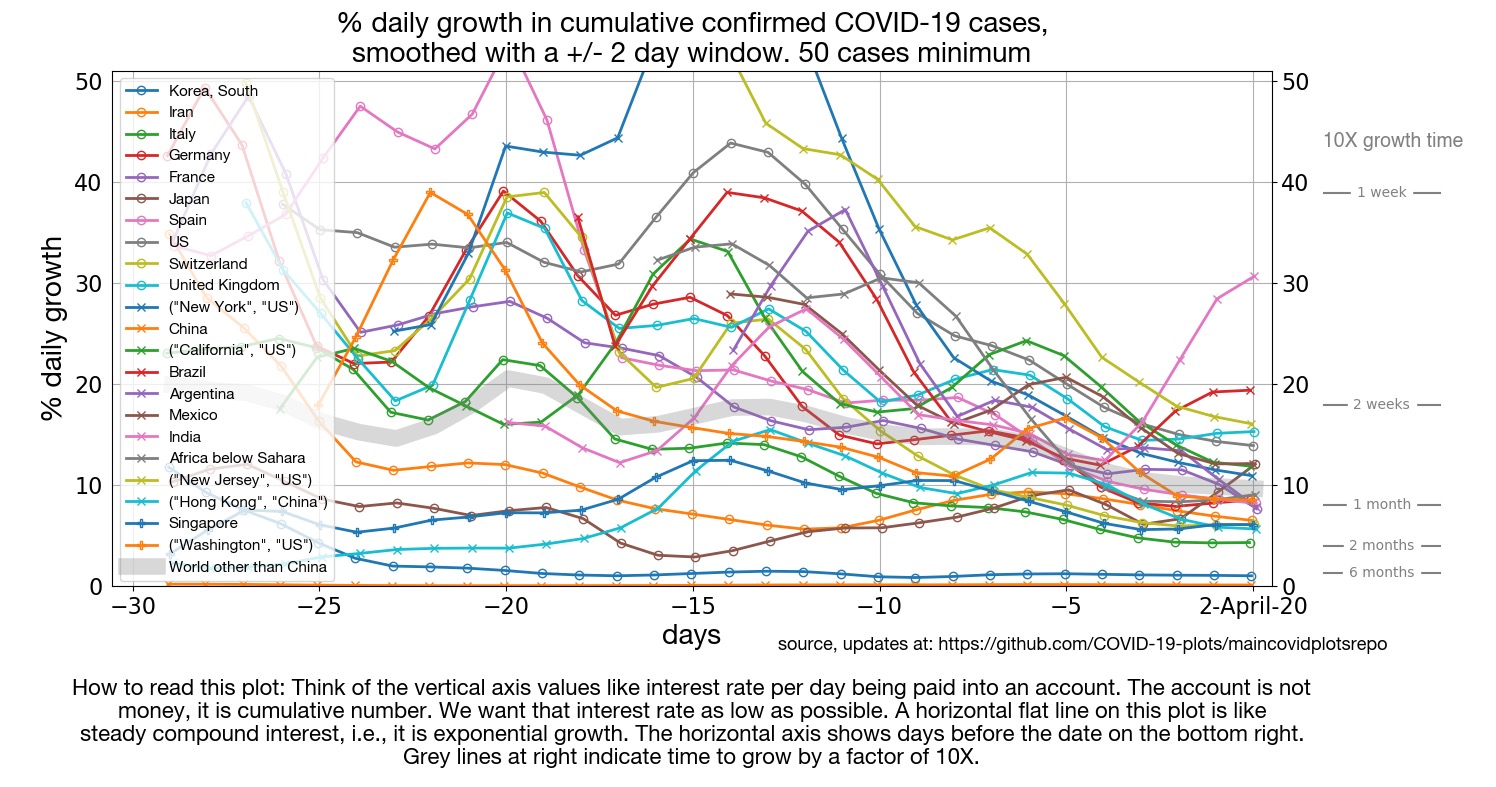 % daily growth in cumulative confirmed COVID-19 cases,
smoothed with a +/- 2 day window. 50 cases minimum
50
40
30
20
10
0
% daily growth
Korea, South
Iran
Italy
Germany
France
Japan
Spain
US
Switzerland
United Kingdom
("New York", "US")
China
("California", "US")
Brazil
Argentina
Mexico
India
Africa below Sahara
("New Jersey", "US")
("Hong Kong", "China")
Singapore
("Washington", "US")
World other than China
50
40
30
20
10
0
10X growth time
1 week
2 weeks
1 month
2 months
6 months
−30
−25
−20
−15
−10
−5
2-April-20
days
source, updates at: https://github.com/COVID-19-plots/maincovidplotsrepo
How to read this plot: Think of the vertical axis values like interest rate per day being paid into an account. The account is not
money, it is cumulative number. We want that interest rate as low as possible. A horizontal flat line on this plot is like
steady compound interest, i.e., it is exponential growth. The horizontal axis shows days before the date on the bottom right.
Grey lines at right indicate time to grow by a factor of 10X.